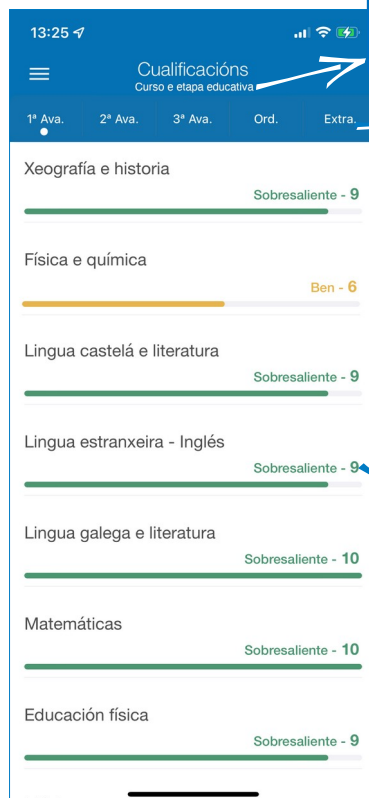 13:25
Cualificacións
Curso e etapa educativa
1ª Ava. 2ª Ava. 3ª Ava. Ord. Extra.
Xeografía e historia
Sobresaliente - 9
Física e química
Ben - 6
Lingua castelá e literatura
Sobresaliente - 9
Lingua estranxeira - Inglés
Sobresaliente - 9
Lingua galega e literatura
Sobresaliente - 10
Matemáticas
Sobresaliente - 10
Educación física
Sobresaliente - 9